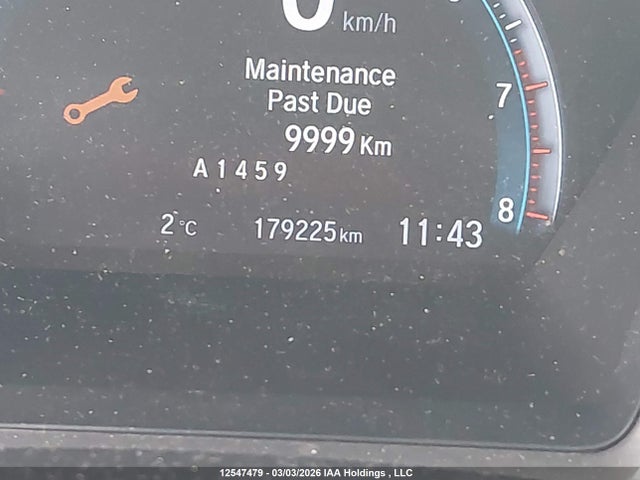 0 km/h
Maintenance
Past Due
9999 Km
A 1 4 5 9
7
8
2 °C 179225 km 11:43
12547479 - 03/03/2026 IAA Holdings , LLC